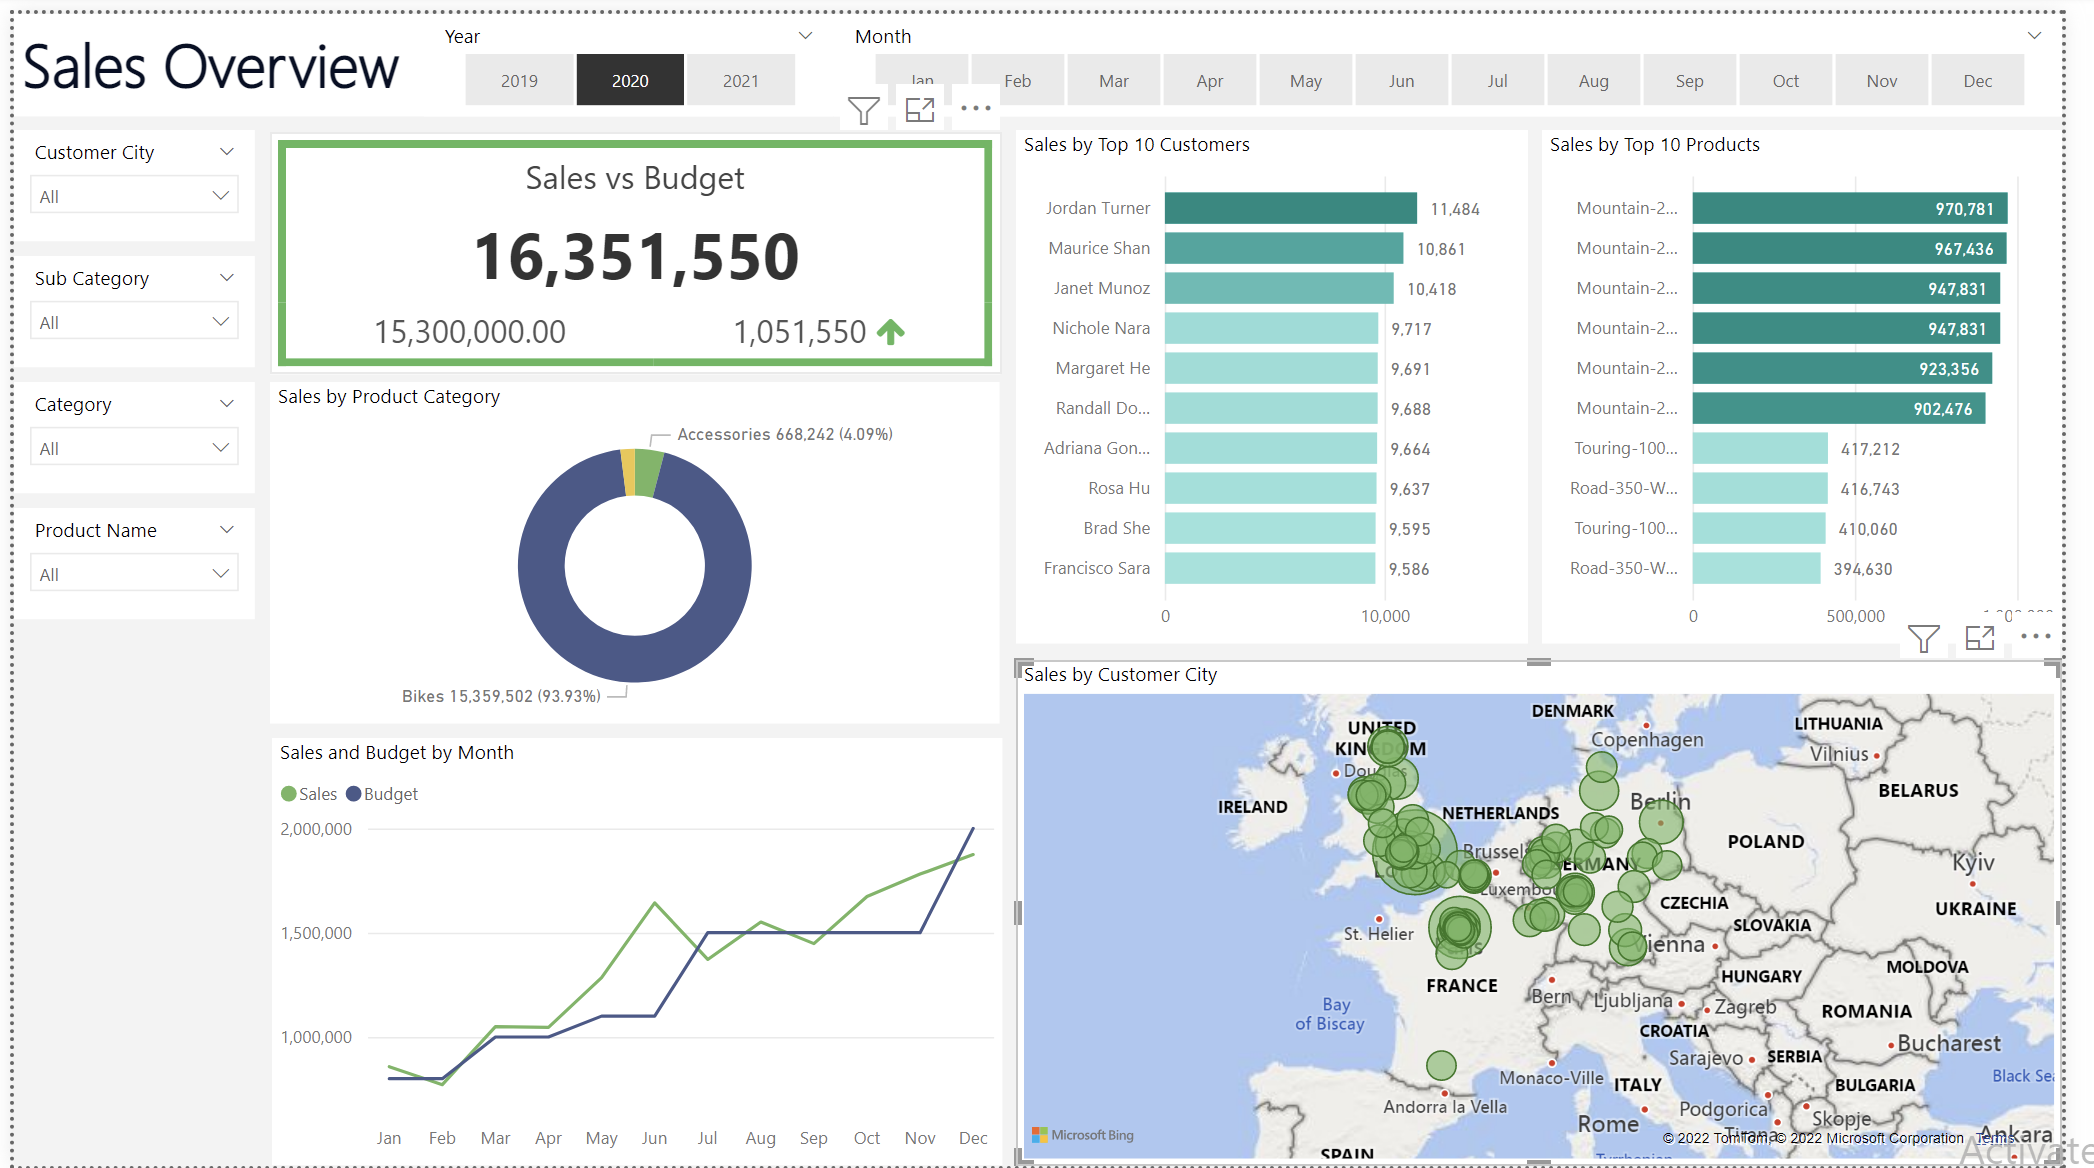 Sales Overview
Year
2019
2020
2021
Month
Jan
Feb
Mar
Apr
May
Jun
Jul
Aug
Sep
Oct
Nov
Dec
Customer City
All
Sub Category
All
Category
All
Product Name
All
Sales vs Budget
16,351,550
15,300,000.00
1,051,550
Sales by Product Category
Accessories 668,242 (4.09%)
Bikes 15,359,502 (93.93%)
Sales and Budget by Month
Sales Budget
2,000,000
1,500,000
1,000,000
Jan Feb Mar Apr May Jun Jul Aug Sep Oct Nov Dec
Sales by Top 10 Customers
Jordan Turner 11,484
Maurice Shan 10,861
Janet Munoz 10,418
Nichole Nara 9,717
Margaret He 9,691
Randall Do... 9,688
Adriana Gon... 9,664
Rosa Hu 9,637
Brad She 9,595
Francisco Sara 9,586
0 10,000
Sales by Top 10 Products
Mountain-2... 970,781
Mountain-2... 967,436
Mountain-2... 947,831
Mountain-2... 947,831
Mountain-2... 923,356
Mountain-2... 902,476
Touring-100... 417,212
Road-350-W... 416,743
Touring-100... 410,060
Road-350-W... 394,630
0 500,000
Sales by Customer City
DENMARK
UNITED
KINGDOM
Copenhagen
LITHUANIA
Vilnius
Douglas
BELARUS
IRELAND
NETHERLANDS
Berlin
POLAND
Brussels
GERMANY
Kyiv
Luxembou
CZECHIA
UKRAINE
SLOVAKIA
St. Helier
Paris
Vienna
MOLDOVA
HUNGARY
FRANCE
Bern
Ljubljana
Zagreb
ROMANIA
Bay
of Biscay
CROATIA
Bucharest
Sarajevo
SERBIA
Monaco-Ville
ITALY
BULGARIA
Black Sea
Andorra la Vella
Rome
Podgorica
Skopje
Tirana
Ankara
SPAIN
Tyrrhenian
Microsoft Bing
© 2022 TomTom, © 2022 Microsoft Corporation Terms
Activate